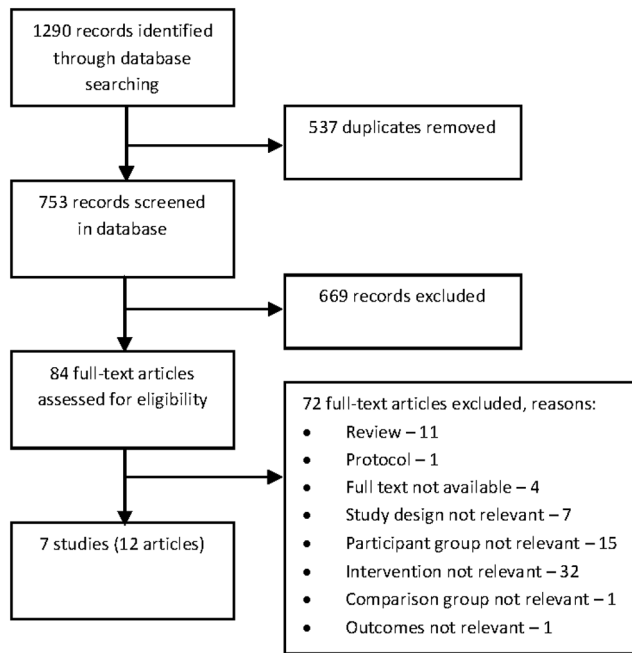 1290 records identified
through database
searching
537 duplicates removed
753 records screened
in database
669 records excluded
84 full-text articles
assessed for eligibility
72 full-text articles excluded, reasons:
• Review – 11
• Protocol – 1
• Full text not available – 4
• Study design not relevant – 7
• Participant group not relevant – 15
• Intervention not relevant – 32
• Comparison group not relevant – 1
• Outcomes not relevant – 1
7 studies (12 articles)